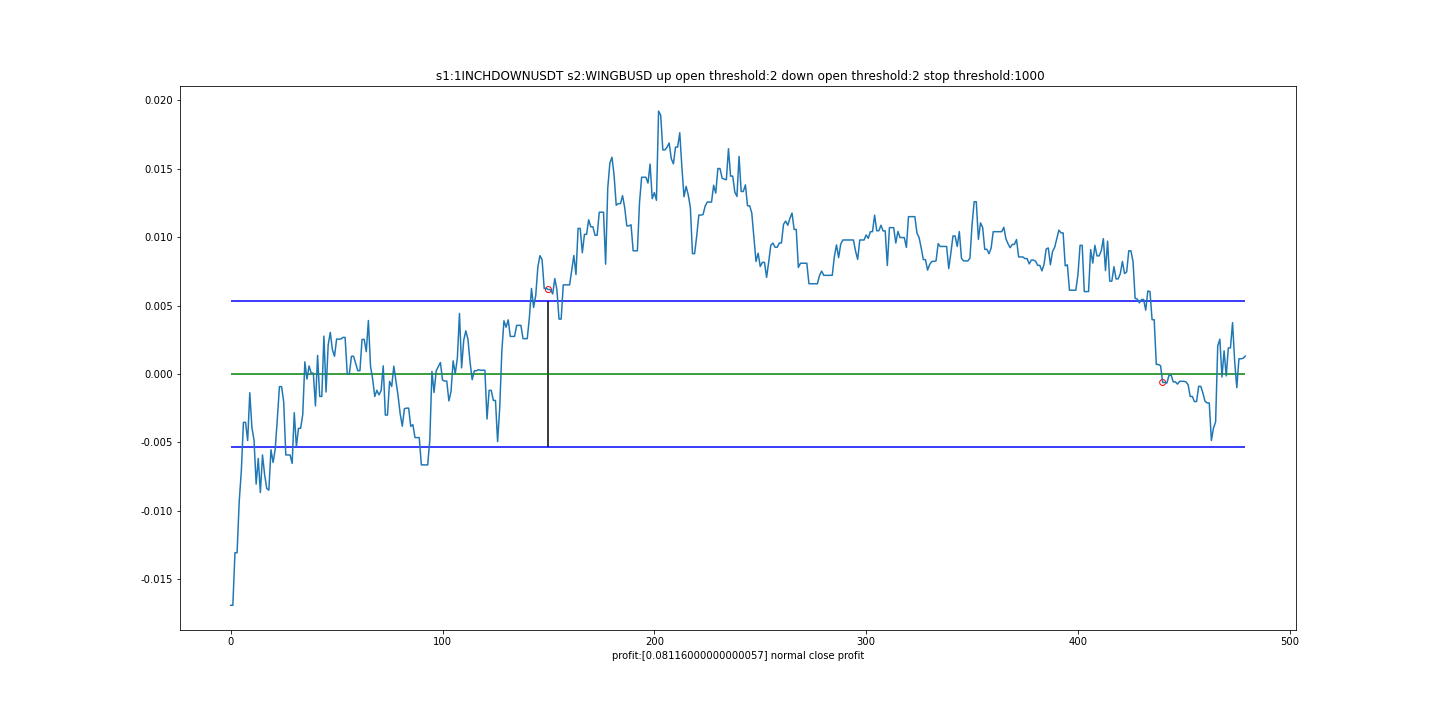 s1:1INCHDOWNUSDT s2:WINGBUSD up open threshold:2 down open threshold:2 stop threshold:1000
0.020
0.015
0.010
0.005
0.000
-0.005
-0.010
-0.015
0 100 200 300 400 500
profit:[0.08116000000000057] normal close profit